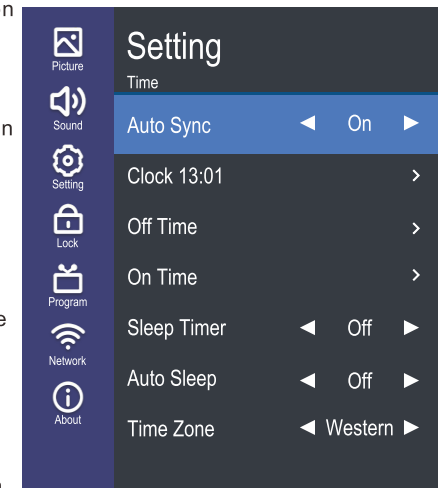 Picture
Sound
Setting
Lock
Program
Network
About
Setting
Time
Auto Sync On
Clock 13:01
Off Time
On Time
Sleep Timer Off
Auto Sleep Off
Time Zone Western